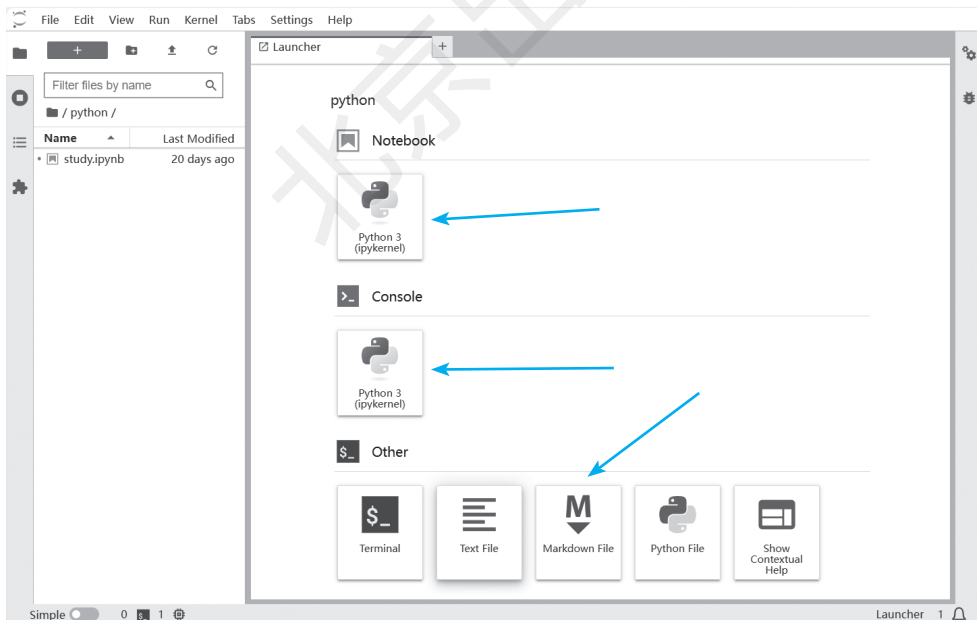 File Edit View Run Kernel Tabs Settings Help
+
Launcher
+
Filter files by name
/ python /
Name Last Modified
study.ipynb 20 days ago
python
Notebook
Python 3
(ipykernel)
>_ Console
Python 3
(ipykernel)
$_ Other
$_
M
Terminal
Text File
Markdown File
Python File
Show
Contextual
Help
Simple 0 $_ 1
Launcher 1
北京